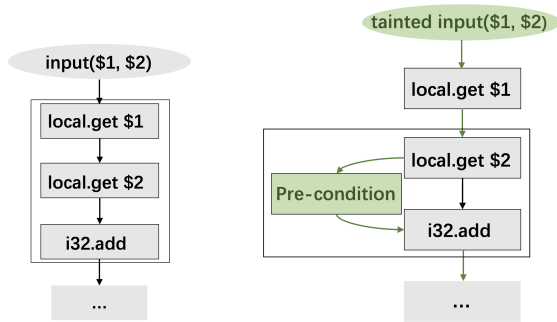 input($1, $2)
local.get $1
local.get $2
i32.add
...
tainted input($1, $2)
local.get $1
local.get $2
Pre-condition
i32.add
...